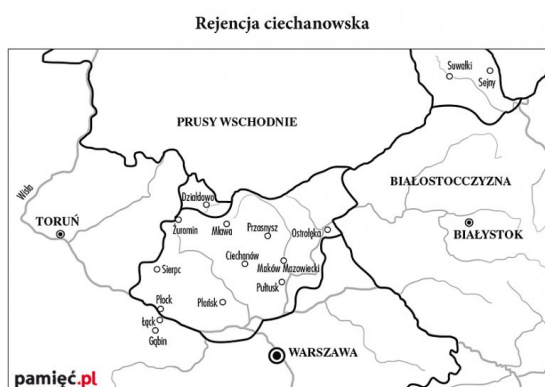 Rejencja ciechanowska
Suwałki
Sejny
PRUSY WSCHODNIE
BIAŁOSTOCCZYZNA
Wisła
Działdowo
TORUŃ
BIAŁYSTOK
Żuromin
Mława
Przasnysz
Ostrołęka
Ciechanów
Sierpc
Maków Mazowiecki
Pułtusk
Płock
Płońsk
Łąck
Gąbin
WARSZAWA
pamięć.pl